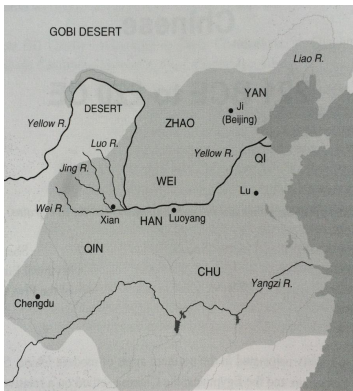 GOBI DESERT
Liao R.
YAN
DESERT
Ji
(Beijing)
ZHAO
Yellow R.
Luo R.
Yellow R.
QI
Jing R.
WEI
Lu
Wei R.
Xian
HAN
Luoyang
QIN
CHU
Yangzi R.
Chengdu